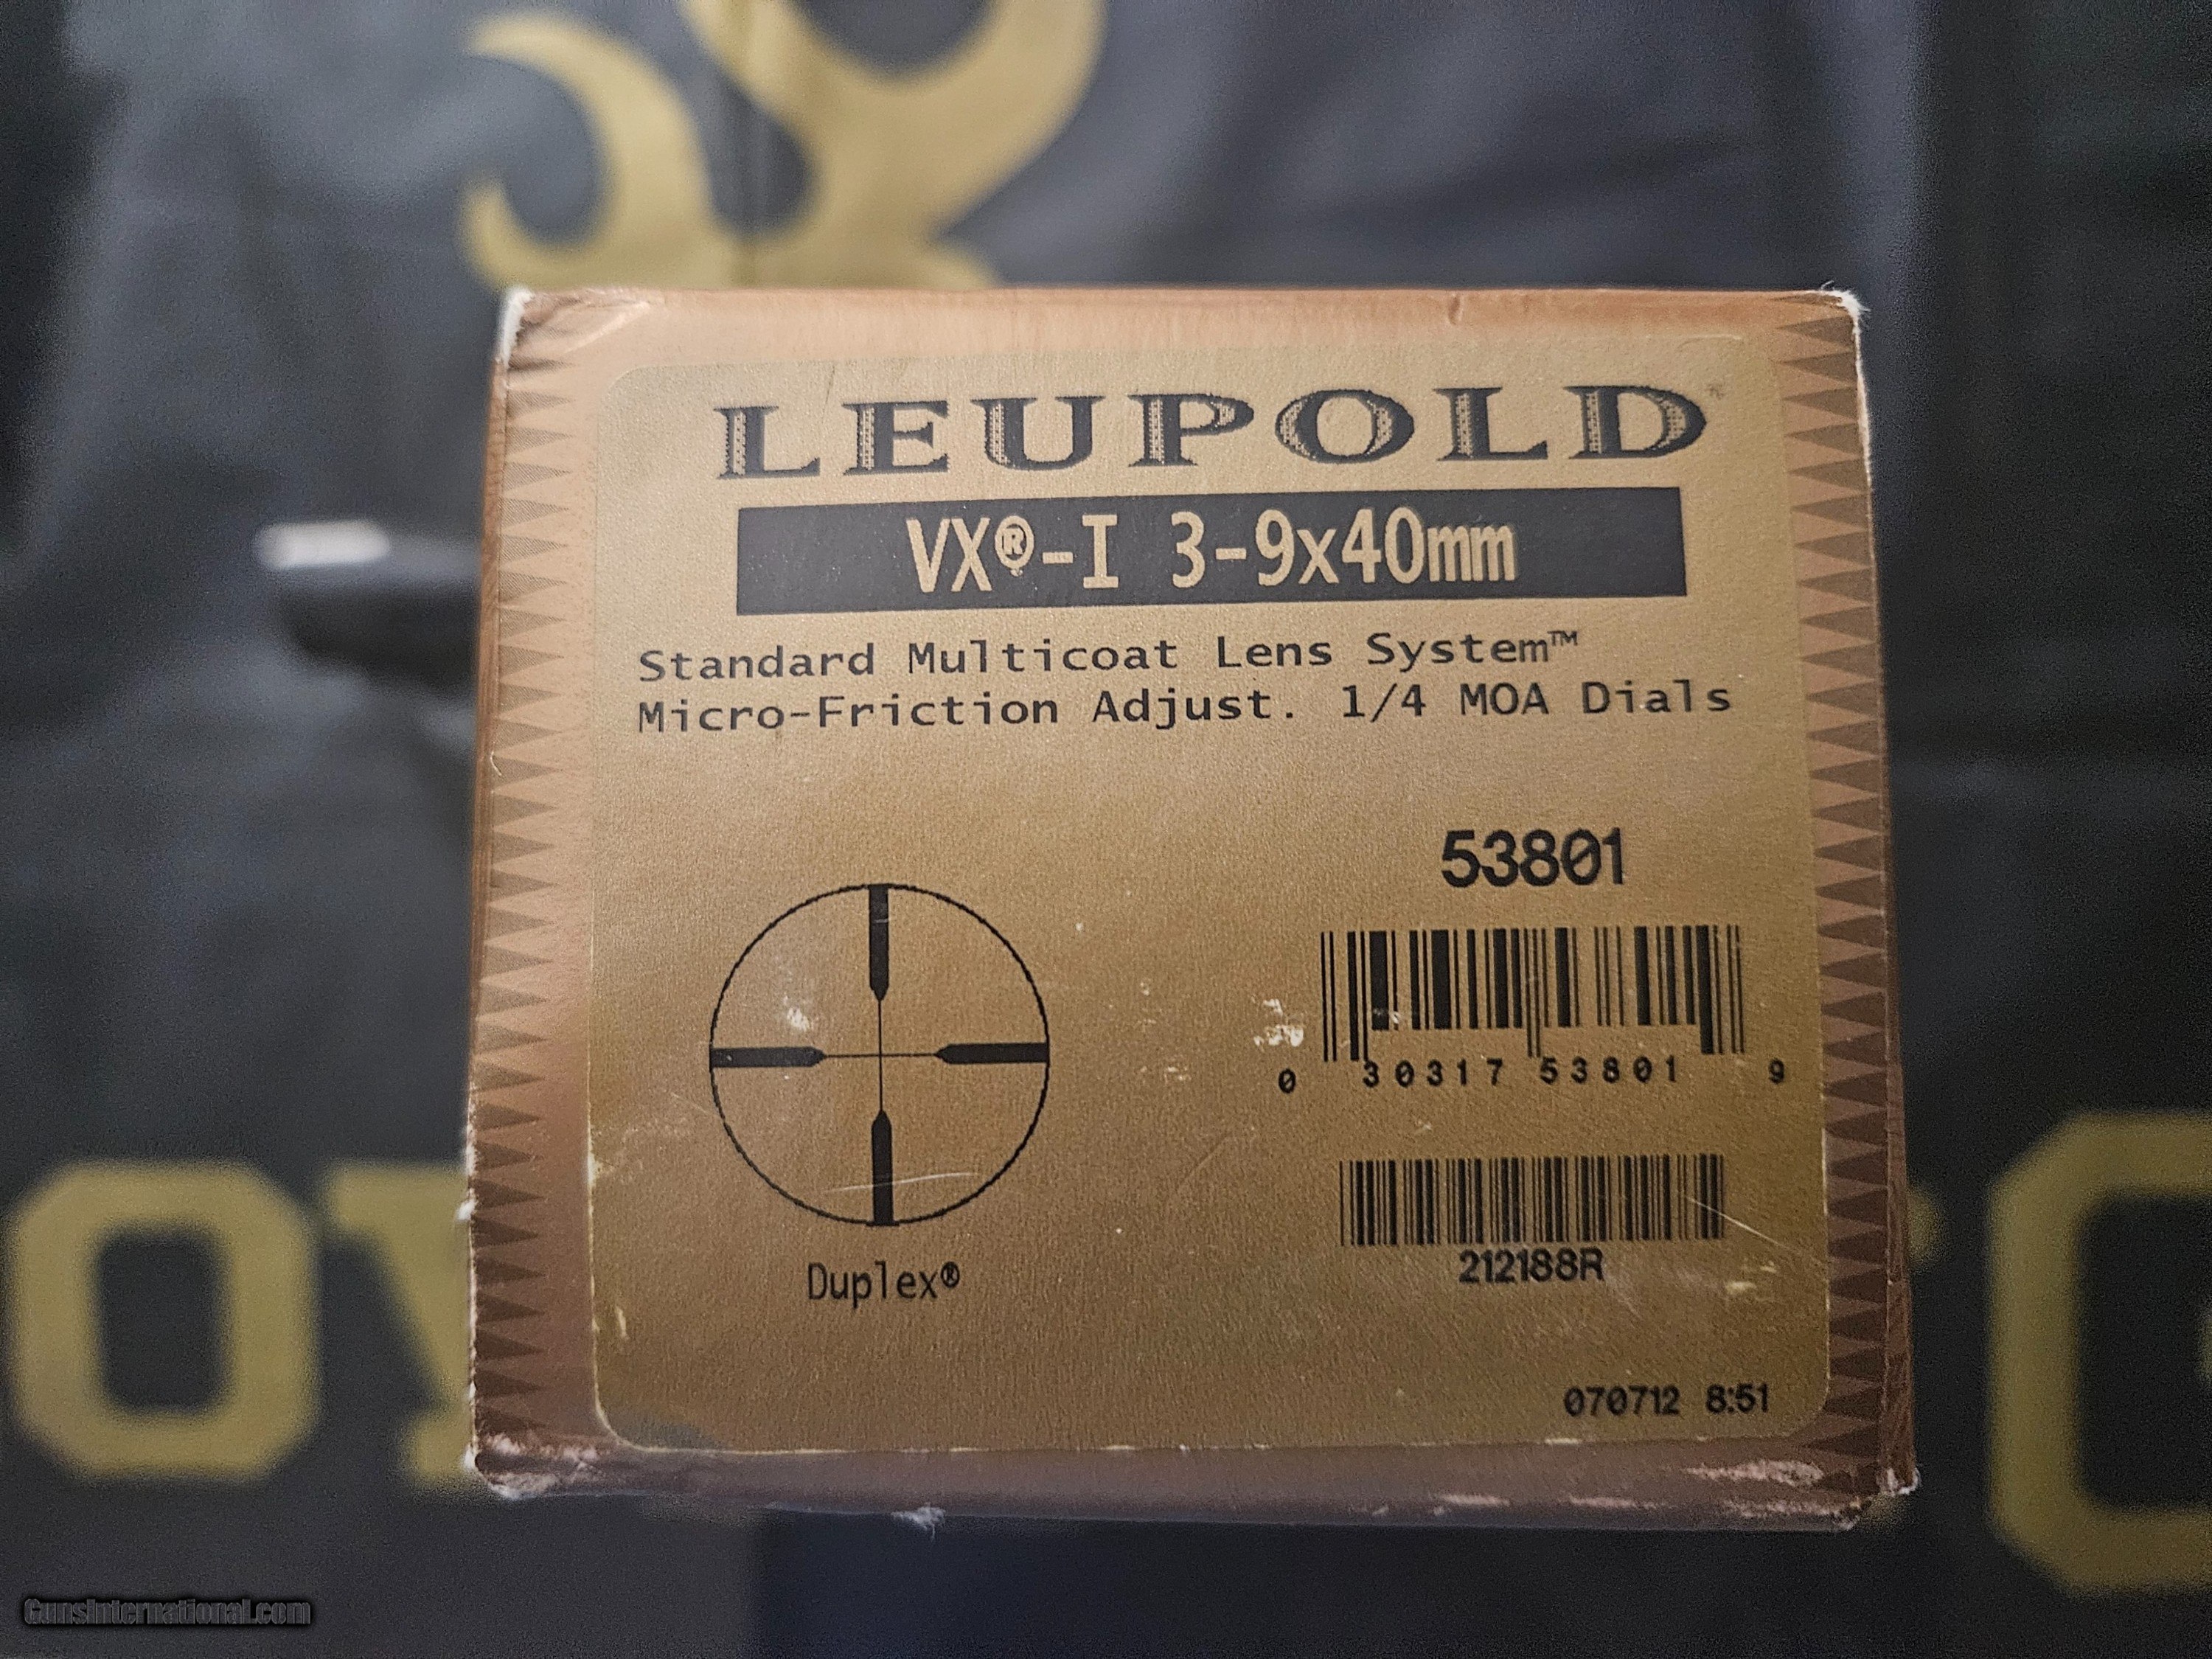 LEUPOLD
VX®-I 3-9x40mm
Standard Multicoat Lens System™
Micro-Friction Adjust. 1/4 MOA Dials
53801
0 30317 53801 9
212188R
Duplex®
070712 8:51
GunsInternational.com